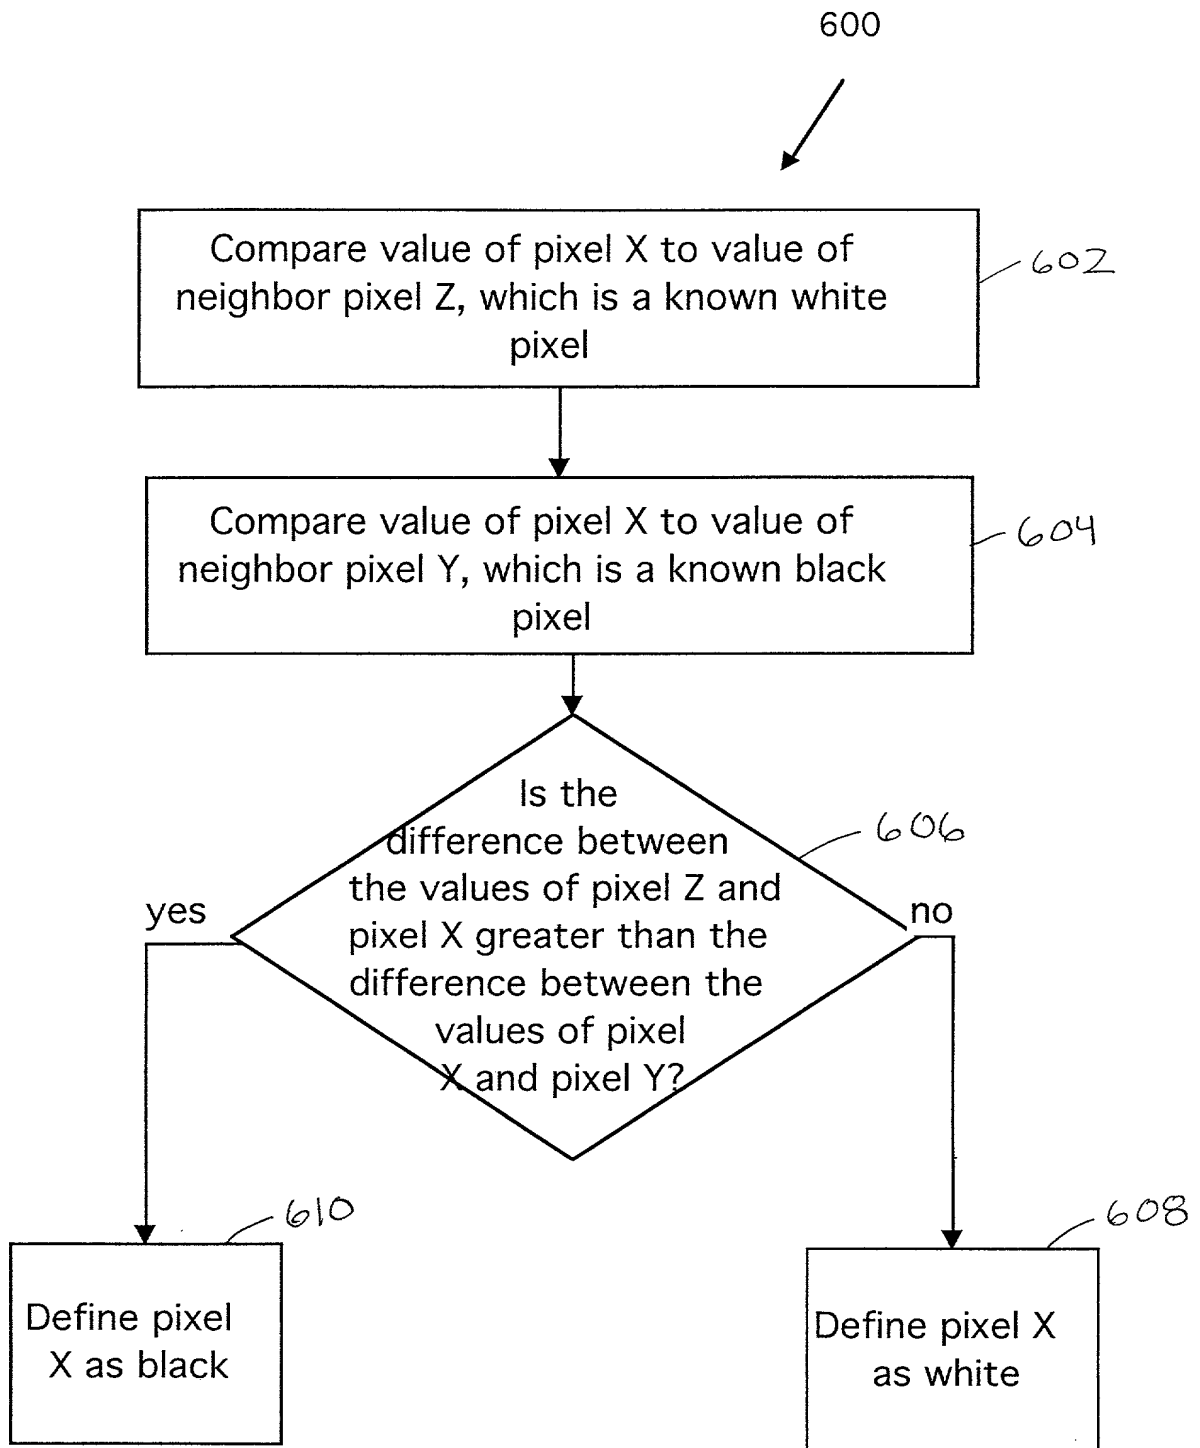 600
Compare value of pixel X to value of
neighbor pixel Z, which is a known white
pixel
602
Compare value of pixel X to value of
neighbor pixel Y, which is a known black
pixel
604
Is the
difference between
the values of pixel Z and
pixel X greater than the
difference between the
values of pixel
X and pixel Y?
606
yes
no
610
Define pixel
X as black
608
Define pixel X
as white